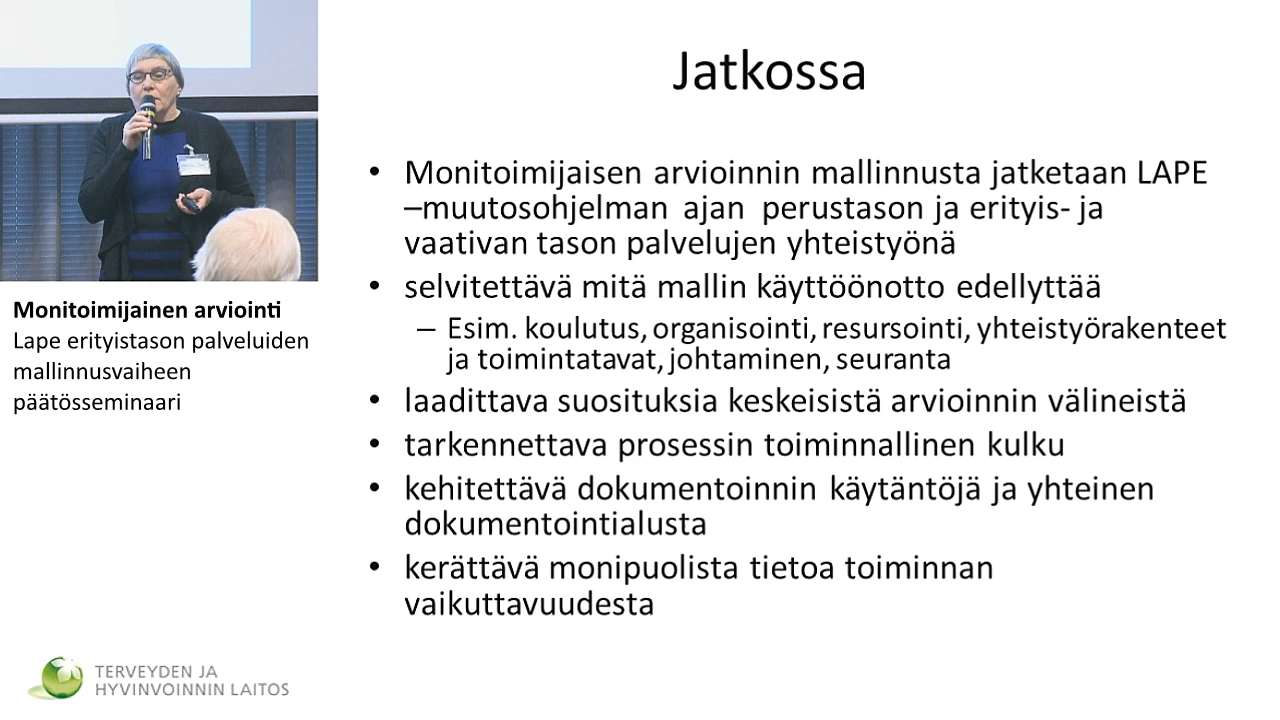 Jatkossa
• Monitoimijaisen arvioinnin mallinnusta jatketaan LAPE
–muutosohjelman ajan perustason ja erityis- ja
vaativan tason palvelujen yhteistyönä
• selvitettävä mitä mallin käyttöönotto edellyttää
– Esim. koulutus, organisointi, resursointi, yhteistyörakenteet
ja toimintatavat, johtaminen, seuranta
• laadittava suosituksia keskeisistä arvioinnin välineistä
• tarkennettava prosessin toiminnallinen kulku
• kehitettävä dokumentoinnin käytäntöjä ja yhteinen
dokumentointialusta
• kerättävä monipuolista tietoa toiminnan
vaikuttavuudesta
Monitoimijainen arviointi
Lape erityistason palveluiden
mallinnusvaiheen
päätösseminaari
TERVEYDEN JA
HYVINVOINNIN LAITOS